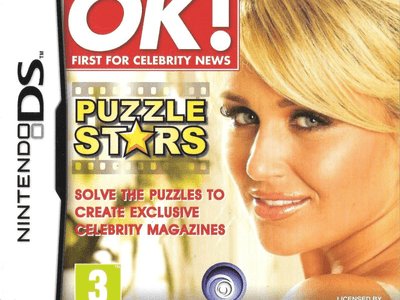 NINTENDO DS
TM
OK!
FIRST FOR CELEBRITY NEWS
PUZZLE
STARS
SOLVE THE PUZZLES TO
CREATE EXCLUSIVE
CELEBRITY MAGAZINES
3
LICENSED BY